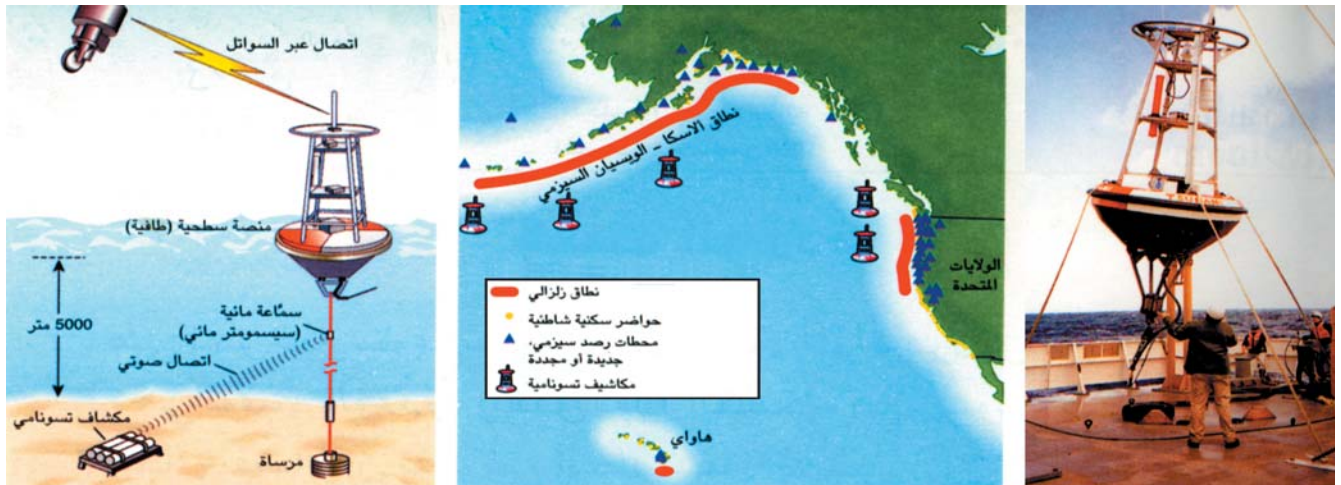 اتصال عبر السواتل
منصة سطحية (طافية)
5000 متر
سمّاعة مائية
(سيسمومتر مائي)
اتصال صوتي
مكشاف تسونامي
مرساة
نطاق الاسكا - الويسيان السيزمي
الولايات
المتحدة
نطاق زلزالي
حواضر سكنية شاطئية
محطات رصد سيزمي،
جديدة أو مجددة
مكاشيف تسونامية
هاواي